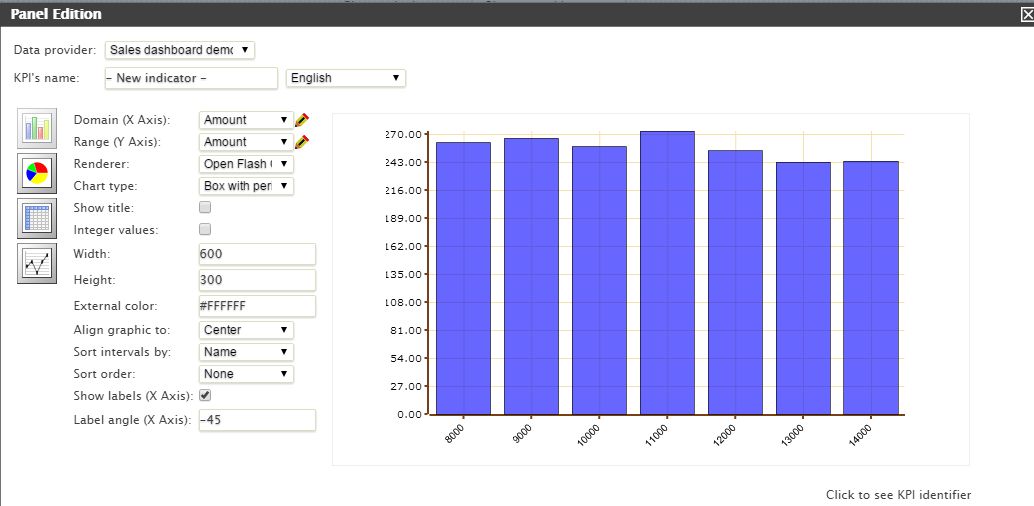 Panel Edition
Data provider: Sales dashboard demo
KPI's name: - New indicator - English
Domain (X Axis): Amount
Range (Y Axis): Amount
Renderer: Open Flash
Chart type: Box with per
Show title:
Integer values:
Width: 600
Height: 300
External color: #FFFFFF
Align graphic to: Center
Sort intervals by: Name
Sort order: None
Show labels (X Axis):
Label angle (X Axis): -45
270.00
243.00
216.00
189.00
162.00
135.00
108.00
81.00
54.00
27.00
0.00
8000 9000 10000 11000 12000 13000 14000
Click to see KPI identifier